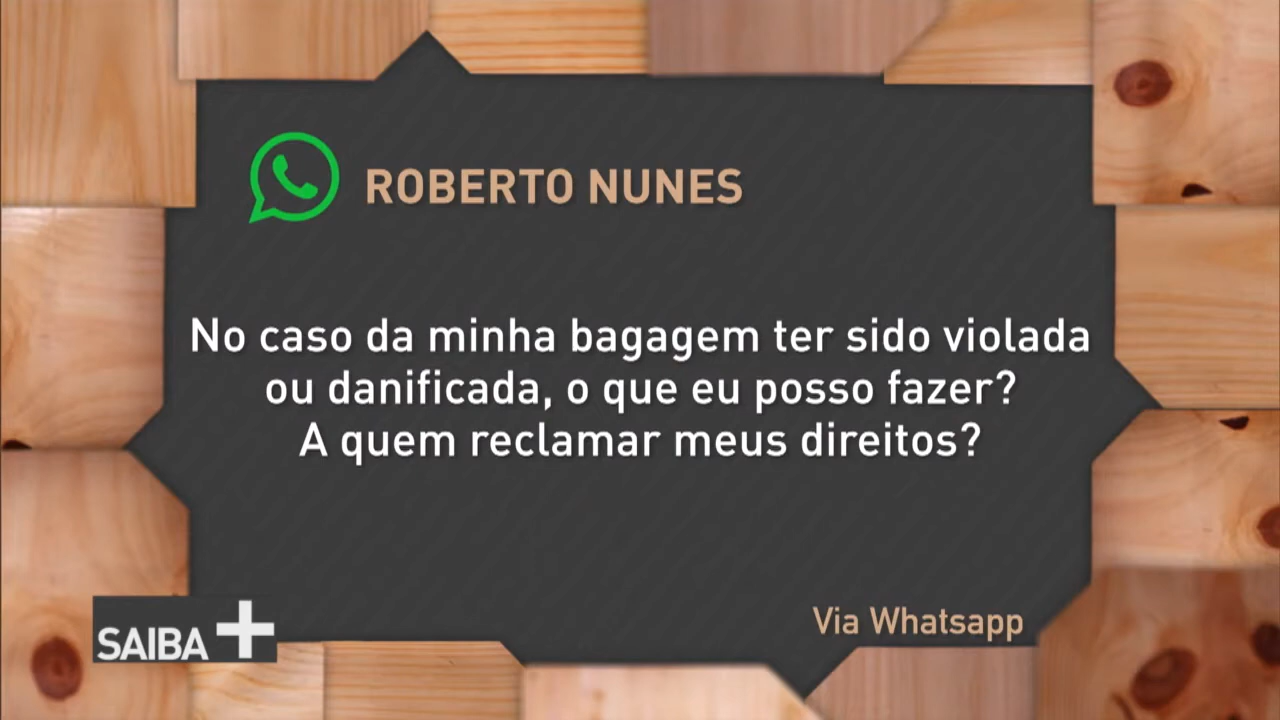 ROBERTO NUNES
No caso da minha bagagem ter sido violada
ou danificada, o que eu posso fazer?
A quem reclamar meus direitos?
Via Whatsapp
SAIBA+